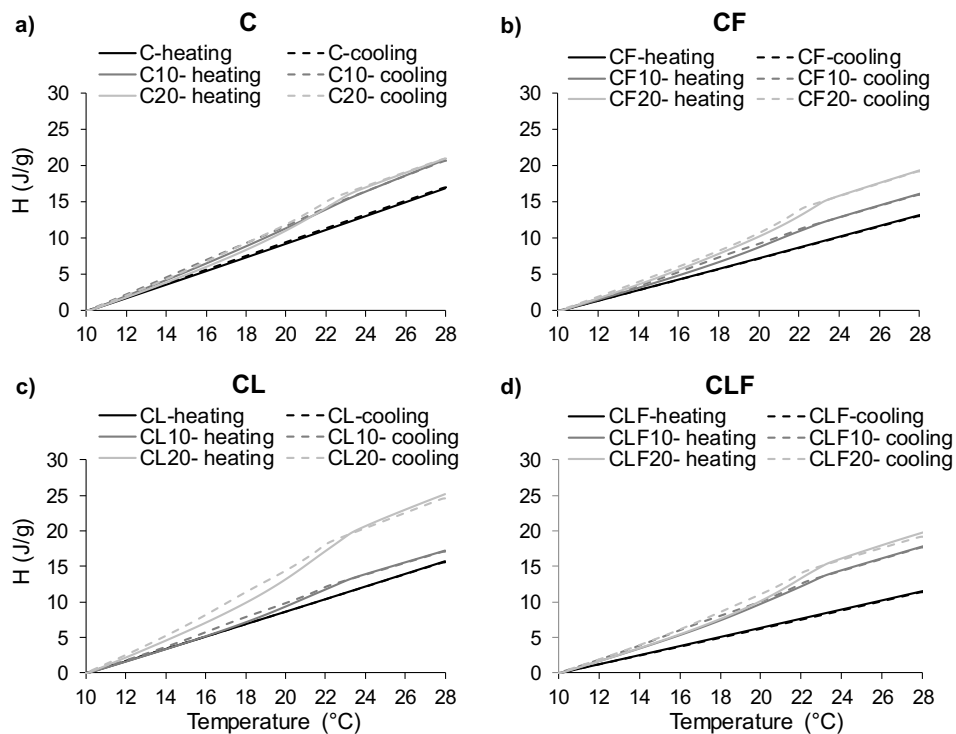 a)
C
C-heating
C-cooling
C10- heating
C10- cooling
C20- heating
C20- cooling
30
25
20
15
10
5
0
H (J/g)
10 12 14 16 18 20 22 24 26 28
b)
CF
CF-heating
CF-cooling
CF10- heating
CF10- cooling
CF20- heating
CF20- cooling
30
25
20
15
10
5
0
10 12 14 16 18 20 22 24 26 28
c)
CL
CL-heating
CL-cooling
CL10- heating
CL10- cooling
CL20- heating
CL20- cooling
30
25
20
15
10
5
0
H (J/g)
10 12 14 16 18 20 22 24 26 28
Temperature (°C)
d)
CLF
CLF-heating
CLF-cooling
CLF10- heating
CLF10- cooling
CLF20- heating
CLF20- cooling
30
25
20
15
10
5
0
10 12 14 16 18 20 22 24 26 28
Temperature (°C)